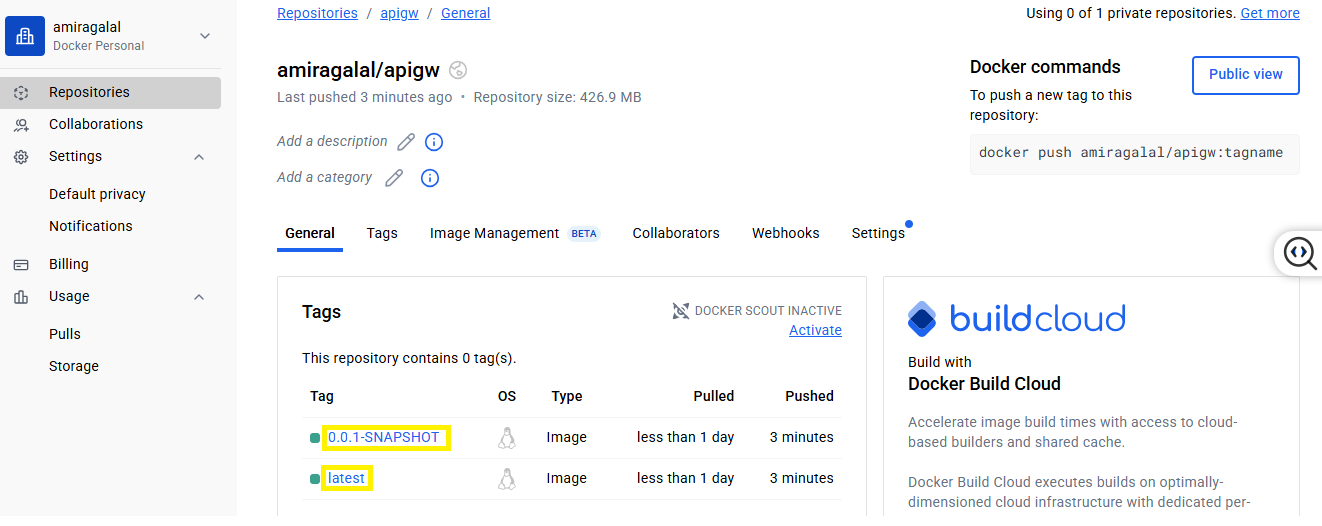 amiragalal
Docker Personal
Repositories
Collaborations
Settings
Default privacy
Notifications
Billing
Usage
Pulls
Storage
Repositories / apigw / General
Using 0 of 1 private repositories. Get more
amiragalal/apigw
Last pushed 3 minutes ago • Repository size: 426.9 MB
Add a description
Add a category
Docker commands
Public view
To push a new tag to this
repository:
docker push amiragalal/apigw:tagname
General Tags Image Management BETA Collaborators Webhooks Settings
Tags
DOCKER SCOUT INACTIVE
Activate
This repository contains 0 tag(s).
Tag OS Type Pulled Pushed
0.0.1-SNAPSHOT Image less than 1 day 3 minutes
latest Image less than 1 day 3 minutes
buildcloud
Build with
Docker Build Cloud
Accelerate image build times with access to cloud-
based builders and shared cache.
Docker Build Cloud executes builds on optimally-
dimensioned cloud infrastructure with dedicated per-